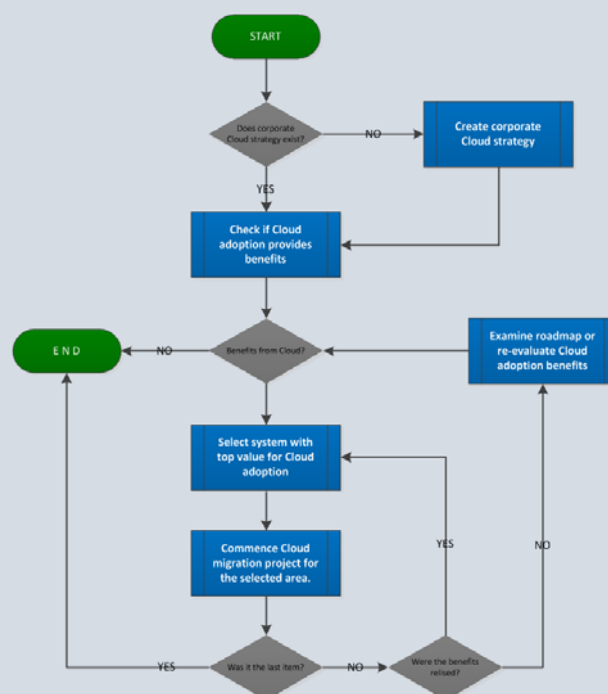 START
Does corporate
Cloud strategy exist?
NO
Create corporate
Cloud strategy
YES
Check if Cloud
adoption provides
benefits
E N D
NO
Benefits from Cloud?
Examine roadmap or
re-evaluate Cloud
adoption benefits
Select system with
top value for Cloud
adoption
YES
NO
Commence Cloud
migration project for
the selected area.
YES
Was it the last item?
NO
Were the benefits
relised?